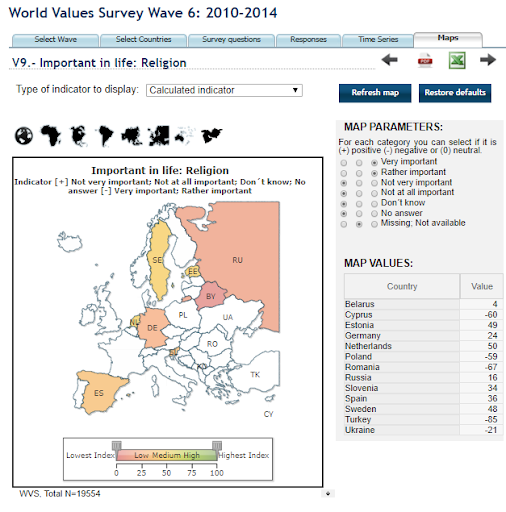 World Values Survey Wave 6: 2010-2014
Select Wave Select Countries Survey questions Responses Time Series Maps
V9.- Important in life: Religion
PDF
Type of indicator to display: Calculated indicator
Refresh map Restore defaults
Important in life: Religion
Indicator [+] Not very important; Not at all important; Don´t know; No
answer [-] Very important; Rather important
SE
RU
EE
BY
NL
DE
PL
UA
RO
ES
TK
CY
Lowest Index Low Medium High Highest Index
0 25 50 75 100
WVS. Total N=19554
MAP PARAMETERS:
For each category you can select if it is
(+) positive (-) negative or (0) neutral.
Very important
Rather important
Not very important
Not at all important
Don´t know
No answer
Missing; Not available
MAP VALUES:
Country Value
Belarus 4
Cyprus -60
Estonia 49
Germany 24
Netherlands 50
Poland -59
Romania -67
Russia 16
Slovenia 34
Spain 36
Sweden 48
Turkey -85
Ukraine -21